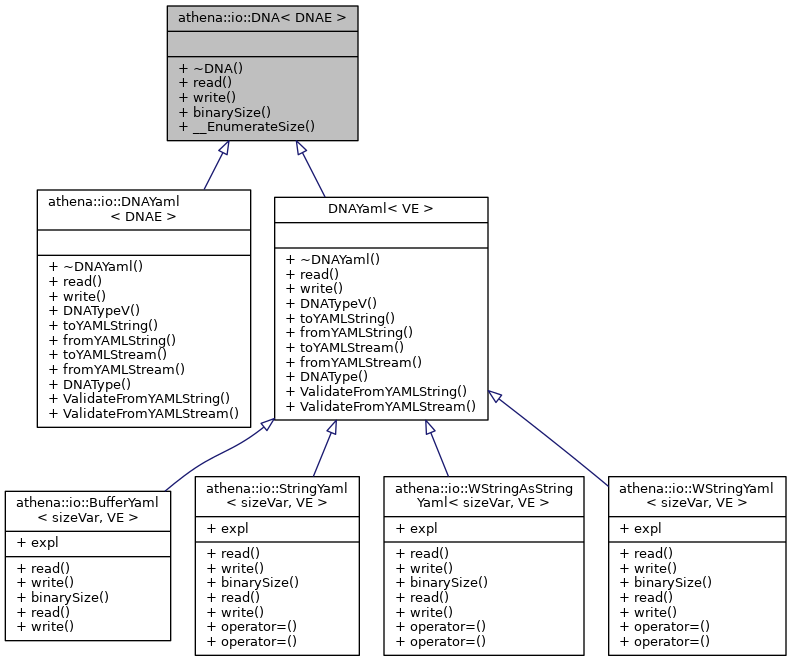 athena::io::DNA< DNAE >
+ ~DNA()
+ read()
+ write()
+ binarySize()
+ __EnumerateSize()
athena::io::DNAYaml
< DNAE >
+ ~DNAYaml()
+ read()
+ write()
+ DNATypeV()
+ toYAMLString()
+ fromYAMLString()
+ toYAMLStream()
+ fromYAMLStream()
+ DNAType()
+ ValidateFromYAMLString()
+ ValidateFromYAMLStream()
DNAYaml< VE >
+ ~DNAYaml()
+ read()
+ write()
+ DNATypeV()
+ toYAMLString()
+ fromYAMLString()
+ toYAMLStream()
+ fromYAMLStream()
+ DNAType()
+ ValidateFromYAMLString()
+ ValidateFromYAMLStream()
athena::io::BufferYaml
< sizeVar, VE >
+ expl
+ read()
+ write()
+ binarySize()
+ read()
+ write()
athena::io::StringYaml
< sizeVar, VE >
+ expl
+ read()
+ write()
+ binarySize()
+ read()
+ write()
+ operator=()
+ operator=()
athena::io::WStringAsString
Yaml< sizeVar, VE >
+ expl
+ read()
+ write()
+ binarySize()
+ read()
+ write()
+ operator=()
+ operator=()
athena::io::WStringYaml
< sizeVar, VE >
+ expl
+ read()
+ write()
+ binarySize()
+ read()
+ write()
+ operator=()
+ operator=()